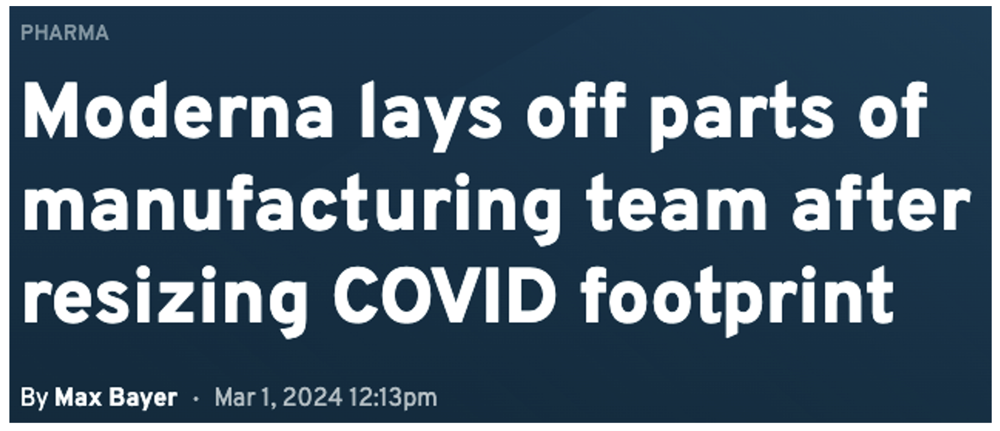 PHARMA
Moderna lays off parts of
manufacturing team after
resizing COVID footprint
By Max Bayer · Mar 1, 2024 12:13pm